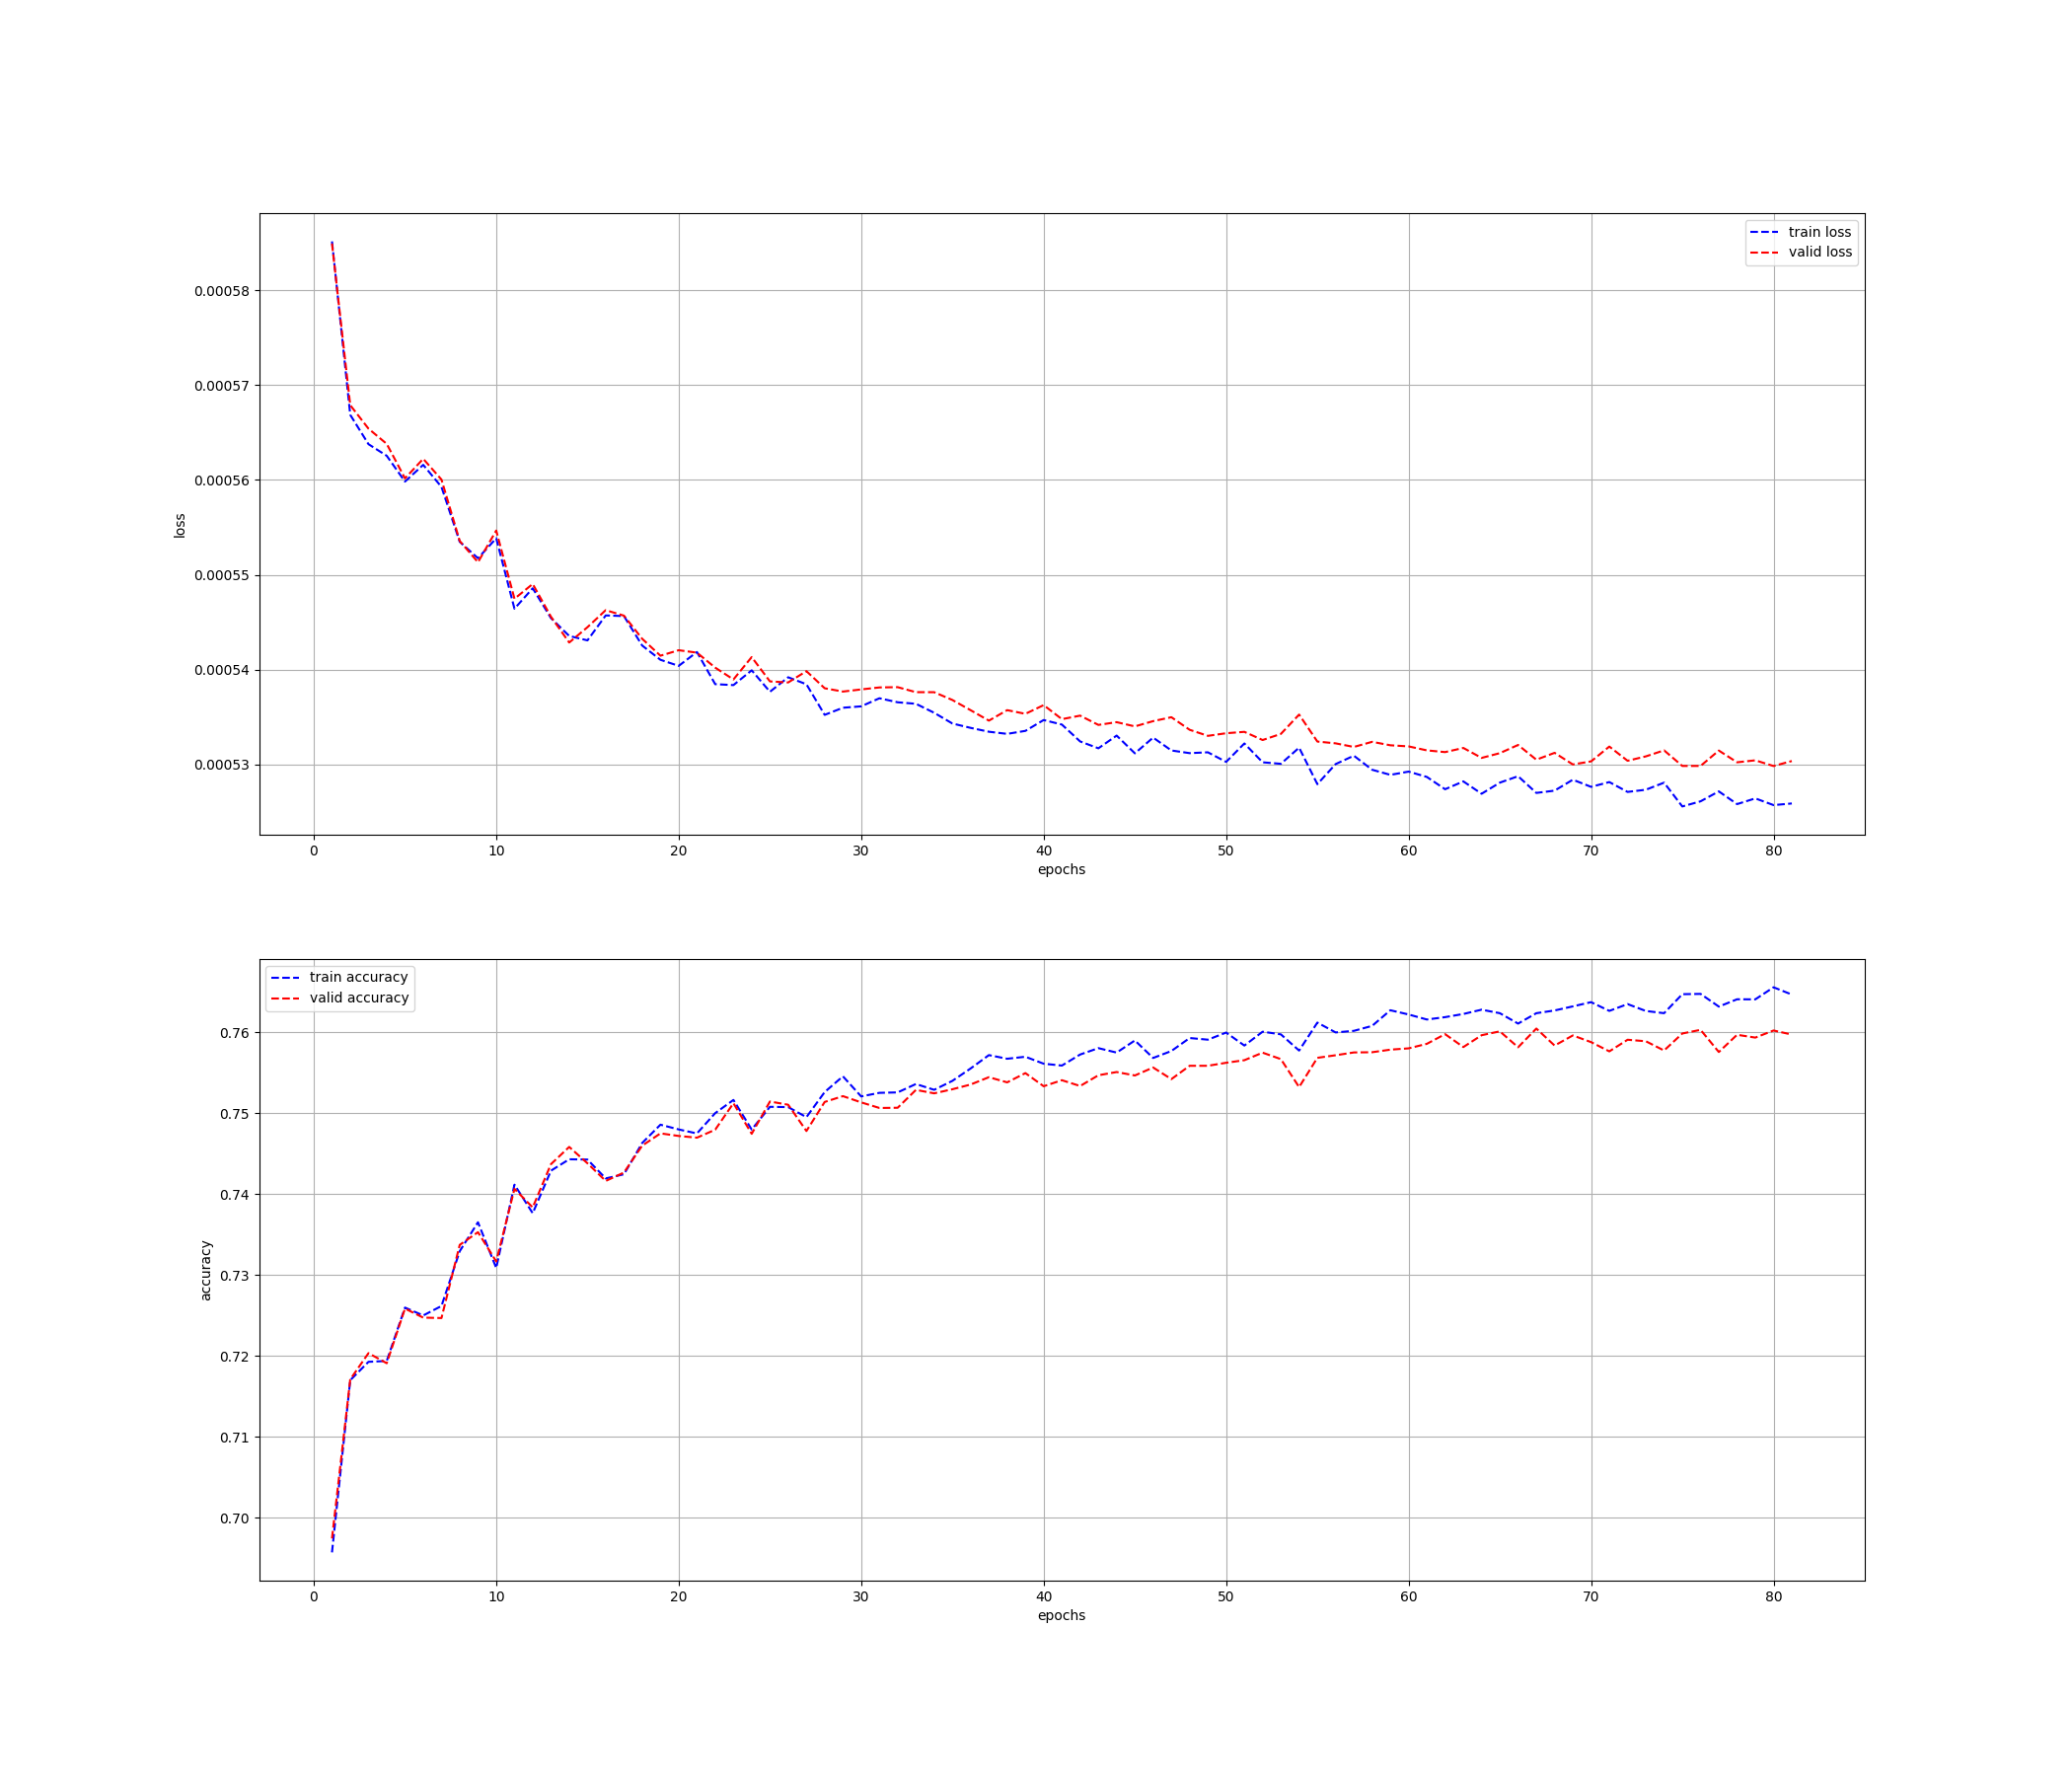 train loss
valid loss
0.00058
0.00057
0.00056
0.00055
0.00054
0.00053
loss
0 10 20 30 40 50 60 70 80
epochs
train accuracy
valid accuracy
0.76
0.75
0.74
0.73
0.72
0.71
0.70
accuracy
0 10 20 30 40 50 60 70 80
epochs